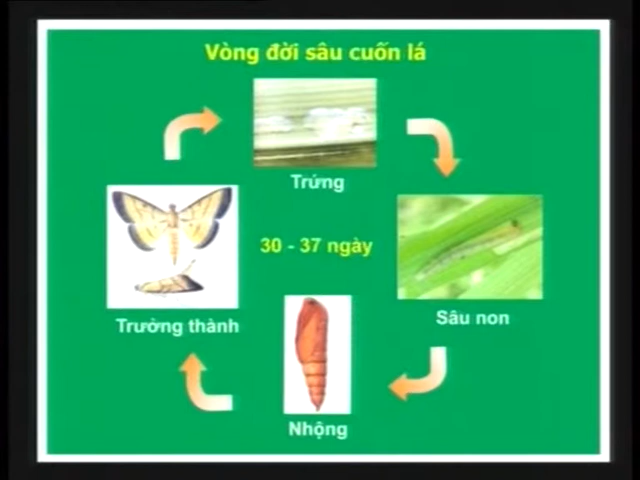 Vòng đời sâu cuốn lá
Trứng
30 - 37 ngày
Trưởng thành
Sâu non
Nhộng